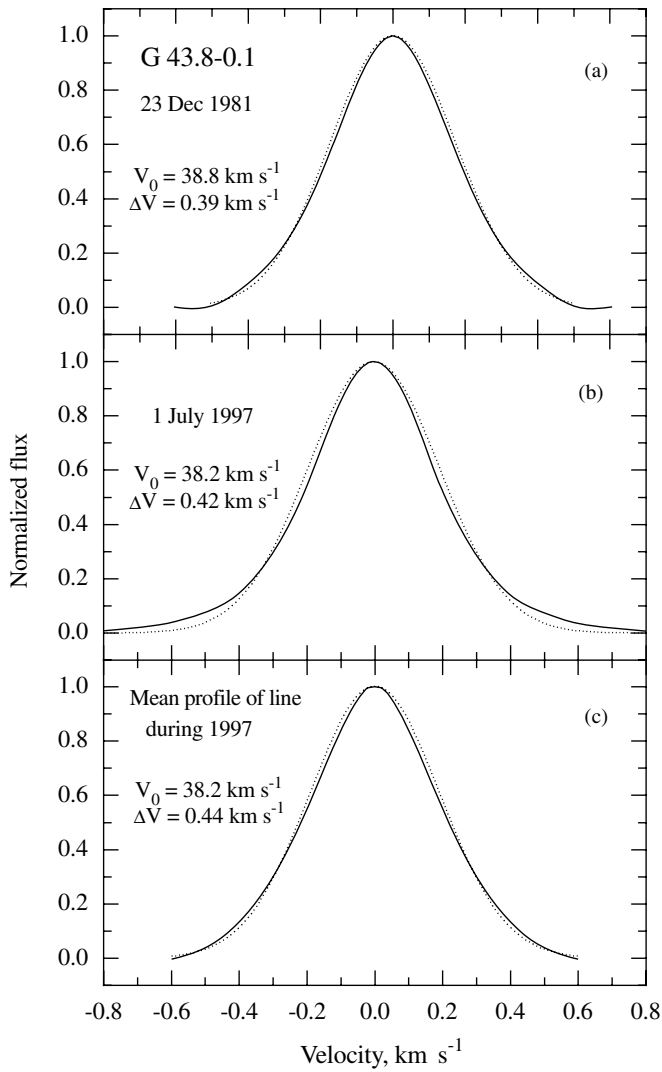 1.0
0.8
0.6
0.4
0.2
0.0
G 43.8-0.1
23 Dec 1981
V₀ = 38.8 km s⁻¹
ΔV = 0.39 km s⁻¹
(a)
1.0
0.8
0.6
0.4
0.2
0.0
1 July 1997
V₀ = 38.2 km s⁻¹
ΔV = 0.42 km s⁻¹
(b)
Normalized flux
1.0
0.8
0.6
0.4
0.2
0.0
Mean profile of line
during 1997
V₀ = 38.2 km s⁻¹
ΔV = 0.44 km s⁻¹
(c)
-0.8 -0.6 -0.4 -0.2 0.0 0.2 0.4 0.6 0.8
Velocity, km s⁻¹